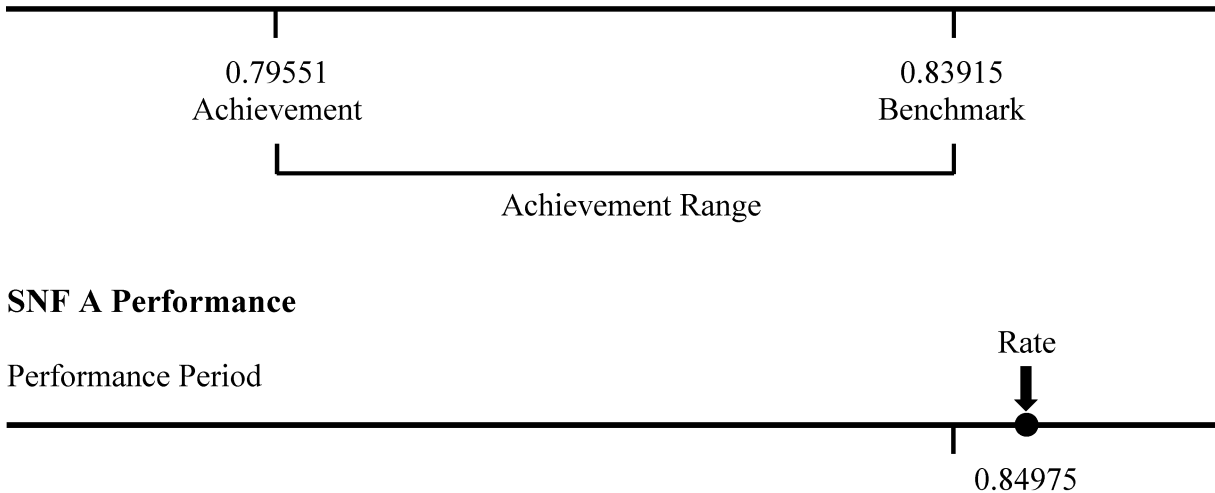 0.79551 0.83915
Achievement Benchmark
Achievement Range
SNF A Performance
Rate
Performance Period
0.84975